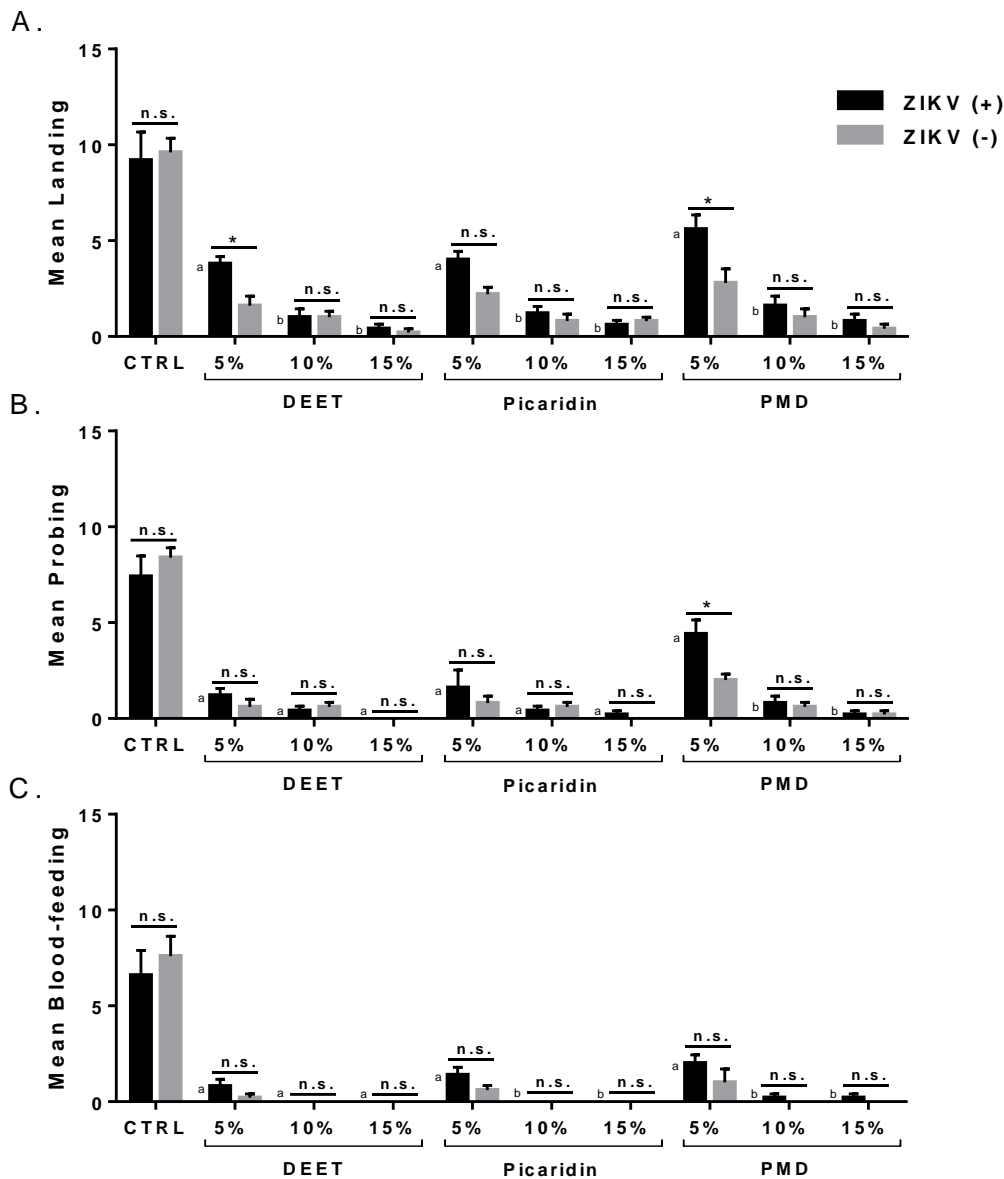 A.
15
10
5
0
Mean Landing
n.s.
*
n.s.
n.s.
n.s.
n.s.
n.s.
*
n.s.
n.s.
a
b
b
a
b
b
a
b
b
ZIKV (+)
ZIKV (-)
CTRL 5% 10% 15% 5% 10% 15% 5% 10% 15%
DEET Picaridin PMD
B.
15
10
5
0
Mean Probing
n.s.
n.s.
n.s.
n.s.
n.s.
n.s.
n.s.
*
n.s.
n.s.
a
a
a
a
a
a
a
b
b
CTRL 5% 10% 15% 5% 10% 15% 5% 10% 15%
DEET Picaridin PMD
C.
15
10
5
0
Mean Blood-feeding
n.s.
n.s.
n.s.
n.s.
n.s.
n.s.
n.s.
n.s.
n.s.
n.s.
a
a
a
a
b
b
a
b
b
CTRL 5% 10% 15% 5% 10% 15% 5% 10% 15%
DEET Picaridin PMD